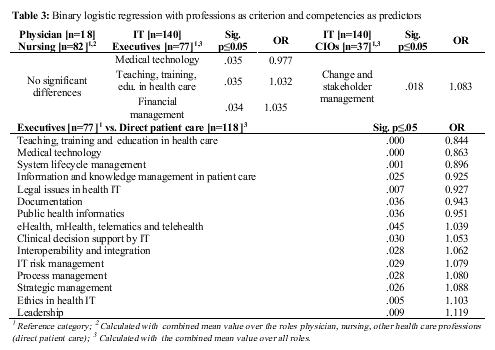 Table 3: Binary logistic regression with professions as criterion and competencies as predictors
Physician [n=18] Nursing [n=82]1,2 IT [n=140] Executives [n=77]1,3 Sig. p≤0.05 OR IT [n=140] CIOs [n=37]1,3 Sig. p≤0.05 OR
No significant differences Medical technology .035 0.977 Change and stakeholder management .018 1.083
Teaching, training, edu. in health care .035 1.032
Financial management .034 1.035
Executives [n=77]1 vs. Direct patient care [n=118]3 Sig. p≤.05 OR
Teaching, training and education in health care .000 0.844
Medical technology .000 0.863
System lifecycle management .001 0.896
Information and knowledge management in patient care .025 0.925
Legal issues in health IT .007 0.927
Documentation .036 0.943
Public health informatics .036 0.951
eHealth, mHealth, telematics and telehealth .045 1.039
Clinical decision support by IT .030 1.053
Interoperability and integration .028 1.062
IT risk management .029 1.079
Process management .028 1.080
Strategic management .026 1.088
Ethics in health IT .005 1.103
Leadership .009 1.119
1 Reference category; 2 Calculated with combined mean value over the roles physician, nursing, other health care professions
(direct patient care); 3 Calculated with the combined mean value over all roles.